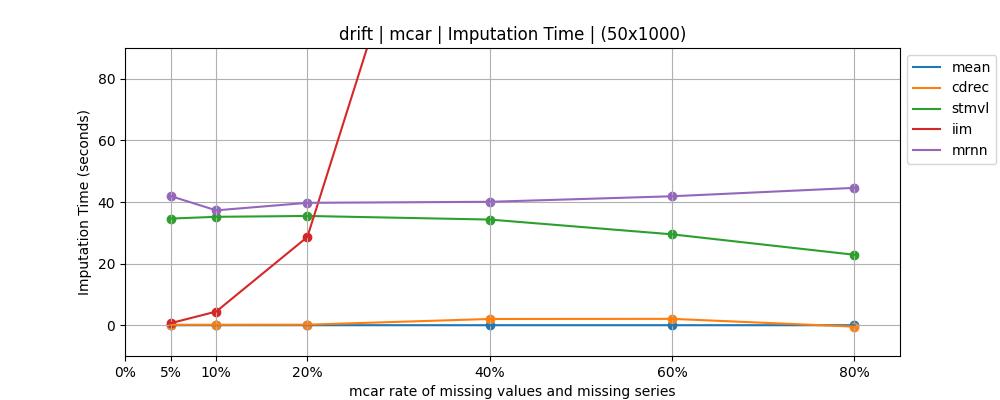 drift | mcar | Imputation Time | (50x1000)
Imputation Time (seconds)
80
60
40
20
0
0% 5% 10% 20% 40% 60% 80%
mcar rate of missing values and missing series
mean
cdrec
stmvl
iim
mrnn